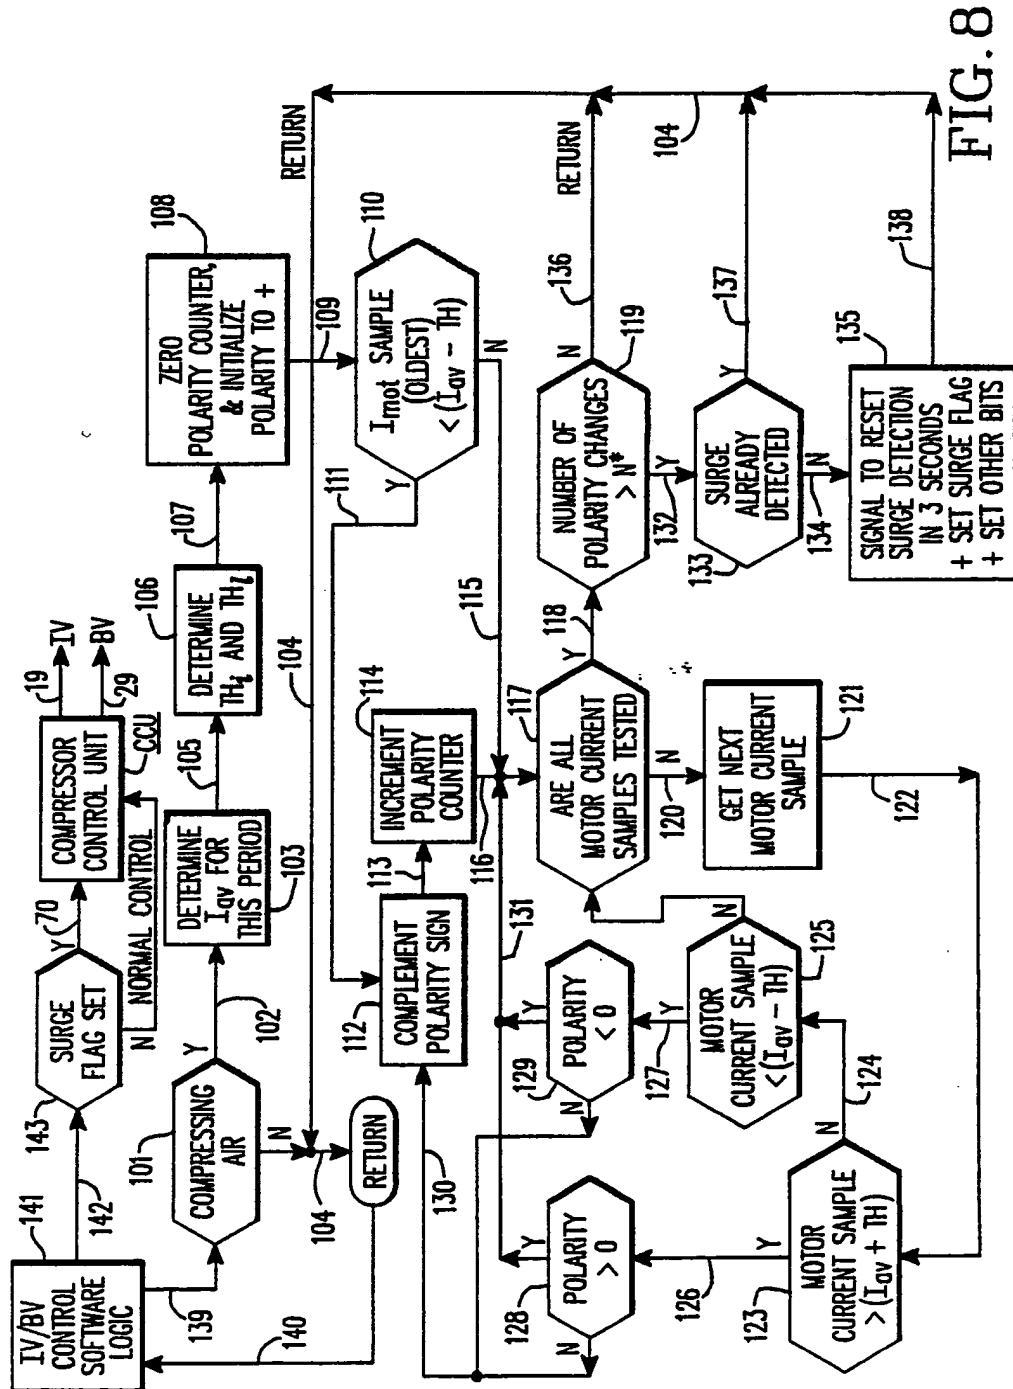 141
IV/BV
CONTROL
SOFTWARE
LOGIC
142
143
SURGE
FLAG SET
Y
70
N
NORMAL CONTROL
COMPRESSOR
CONTROL UNIT
CCU
19
IV
29
BV
139
140
101
COMPRESSING
AIR
Y
102
N
104
RETURN
DETERMINE
Iav FOR
THIS PERIOD
103
105
106
DETERMINE
THi AND THl
107
108
ZERO
POLARITY COUNTER,
& INITIALIZE
POLARITY TO +
109
104
RETURN
110
Imot SAMPLE
(OLDEST)
<(Iav - TH)
Y
111
N
115
112
COMPLEMENT
POLARITY SIGN
113
114
INCREMENT
POLARITY
COUNTER
116
130
131
117
ARE ALL
MOTOR CURRENT
SAMPLES TESTED
Y
118
N
120
NUMBER OF
POLARITY CHANGES
> N*
119
N
136
RETURN
Y
132
133
SURGE
ALREADY
DETECTED
Y
137
N
134
104
135
SIGNAL TO RESET
SURGE DETECTION
IN 3 SECONDS
+ SET SURGE FLAG
+ SET OTHER BITS
138
GET NEXT
MOTOR CURRENT
SAMPLE
121
122
128
POLARITY
> 0
Y
N
126
129
POLARITY
< 0
Y
N
127
Y
MOTOR
CURRENT SAMPLE
<(Iav - TH)
125
N
124
N
123
MOTOR
CURRENT SAMPLE
>(Iav + TH)
Y
FIG. 8